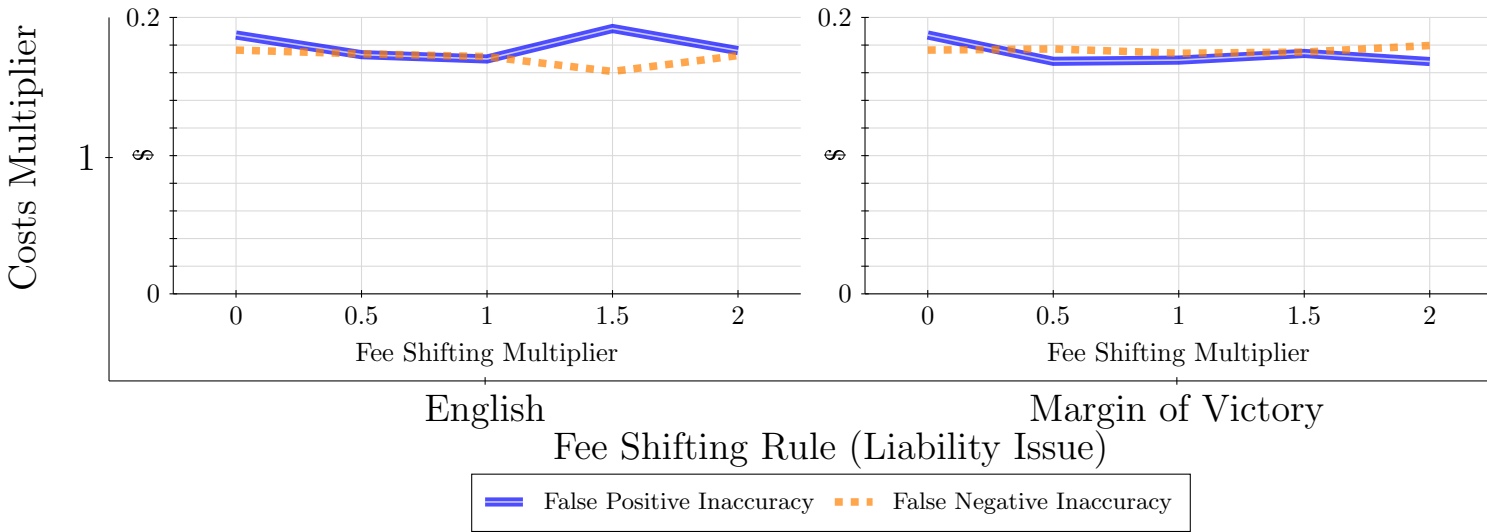 Costs Multiplier
1
0.2
0
$
0 0.5 1 1.5 2
Fee Shifting Multiplier
0.2
0
$
0 0.5 1 1.5 2
Fee Shifting Multiplier
English
Margin of Victory
Fee Shifting Rule (Liability Issue)
False Positive Inaccuracy False Negative Inaccuracy